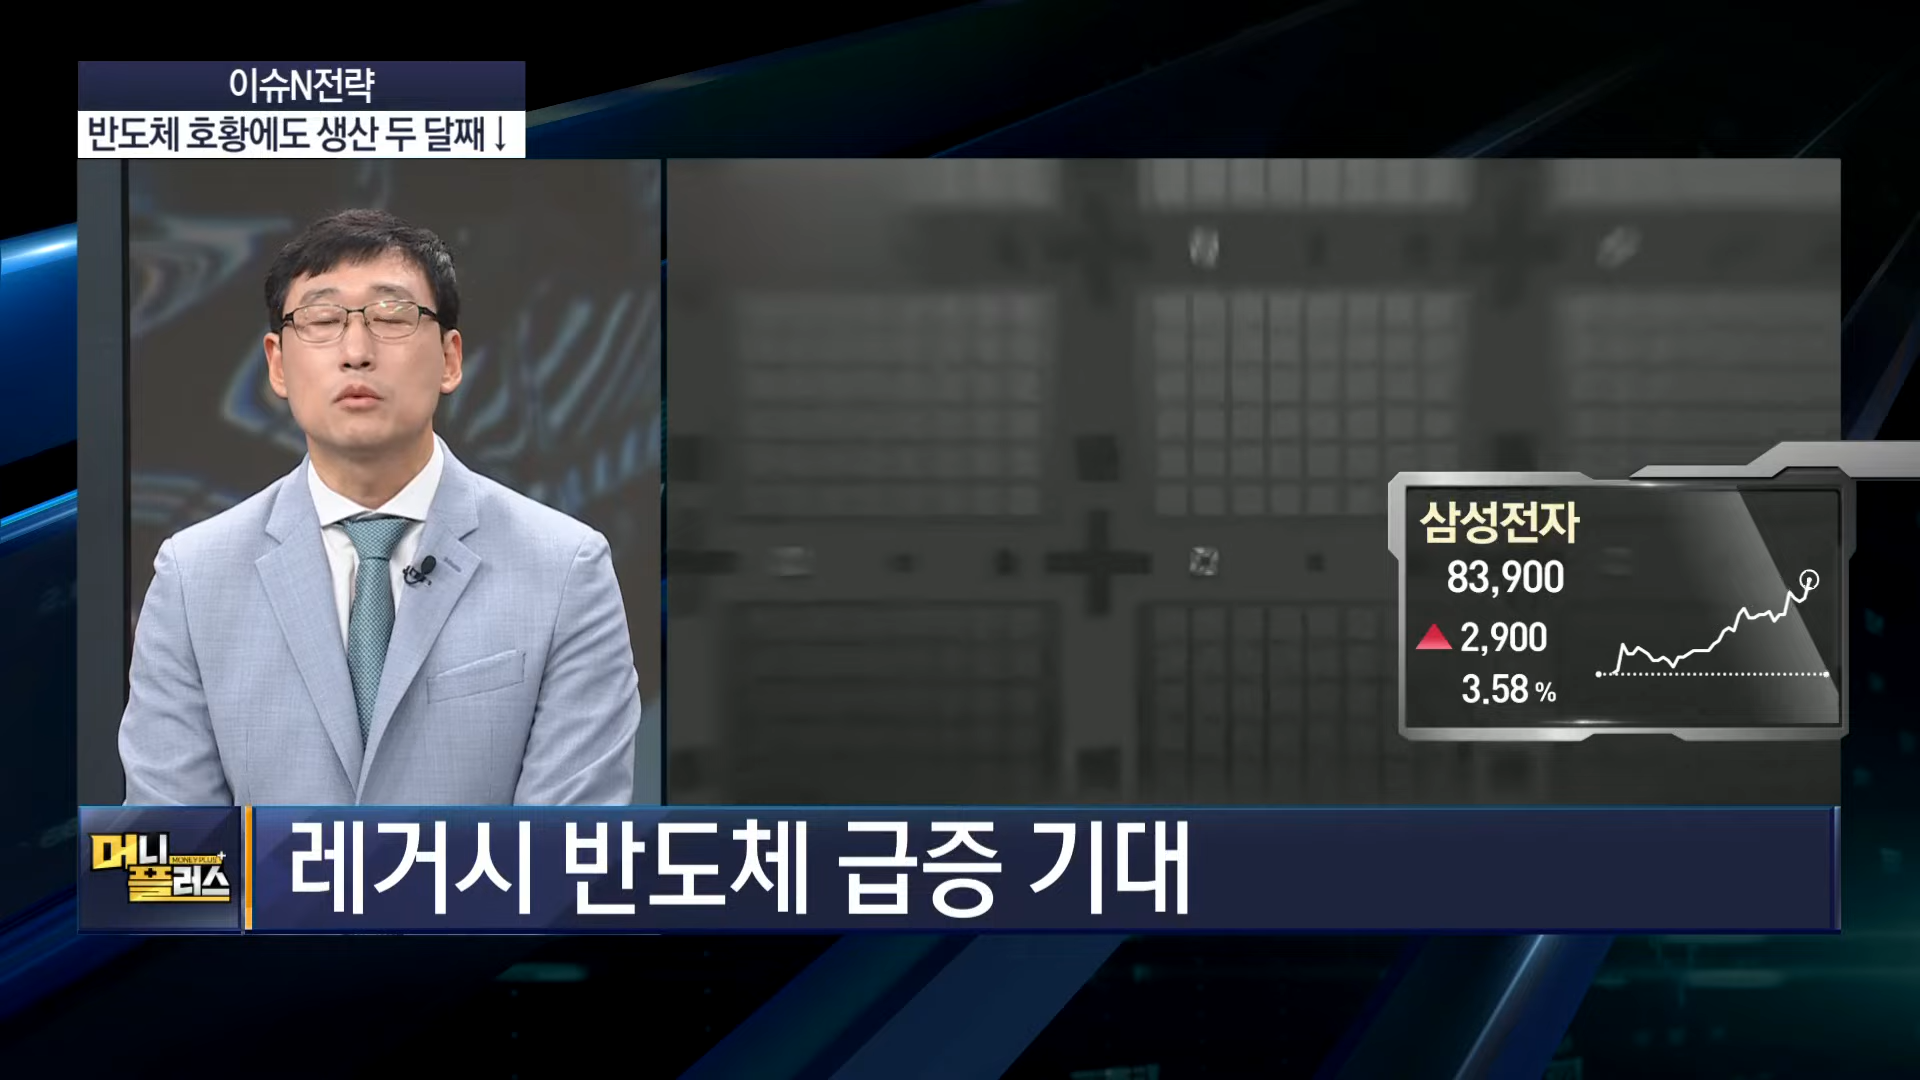 이슈N전략
반도체 호황에도 생산 두 달째↓
삼성전자
83,900
▲ 2,900
3.58 %
머니
MONEY PLUS+
플러스
레거시 반도체 급증 기대